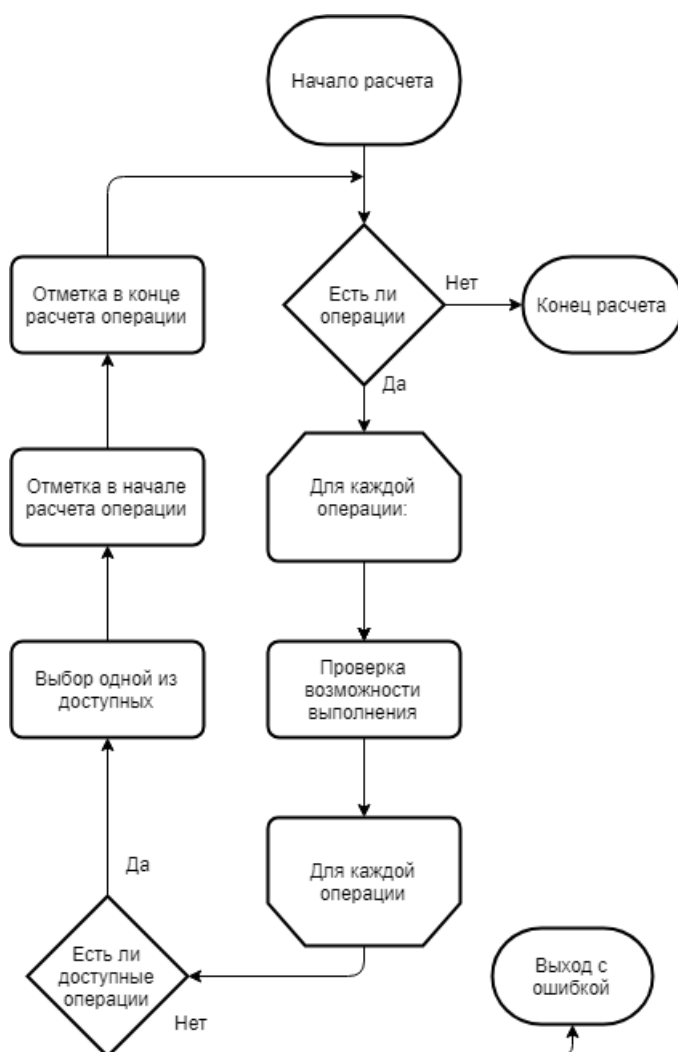 Начало расчета
Отметка в конце
расчета операции
Есть ли
операции
Нет
Конец расчета
Да
Отметка в начале
расчета операции
Для каждой
операции:
Выбор одной из
доступных
Проверка
возможности
выполнения
Да
Для каждой
операции
Есть ли
доступные
операции
Нет
Выход с
ошибкой